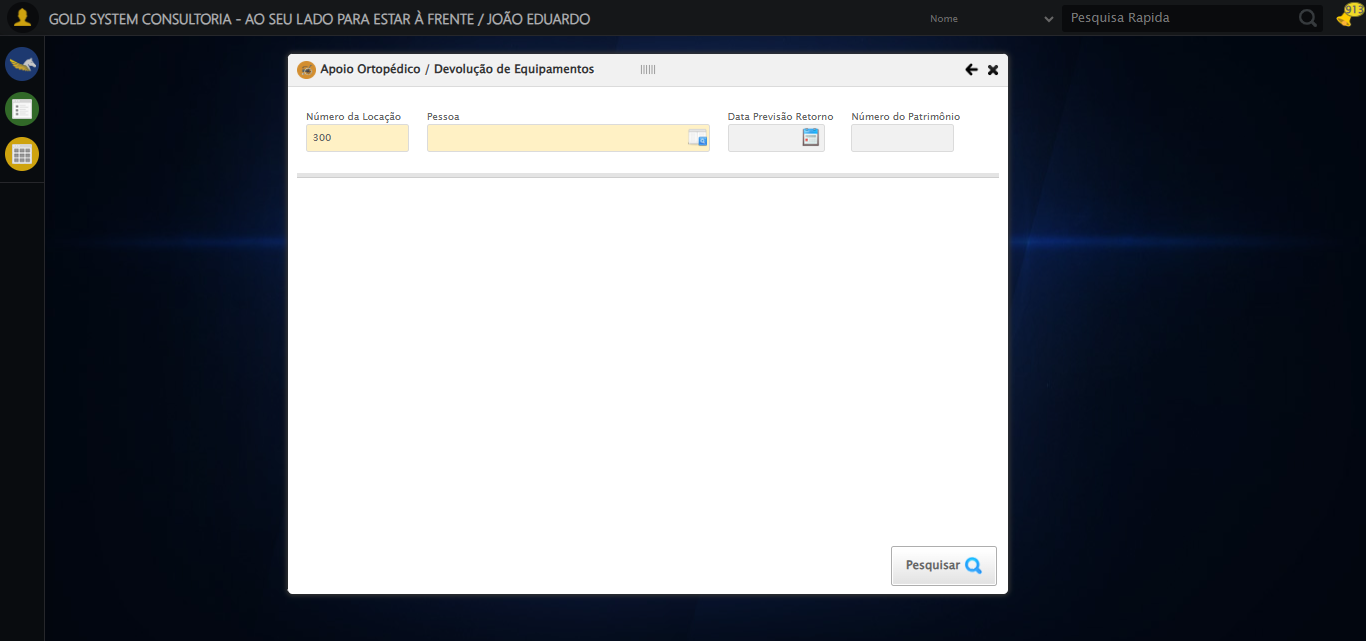 GOLD SYSTEM CONSULTORIA - AO SEU LADO PARA ESTAR À FRENTE / JOÃO EDUARDO
Nome
Pesquisa Rapida
913
Apoio Ortopédico / Devolução de Equipamentos
Número da Locação
Pessoa
Data Previsão Retorno
Número do Patrimônio
300
Pesquisar